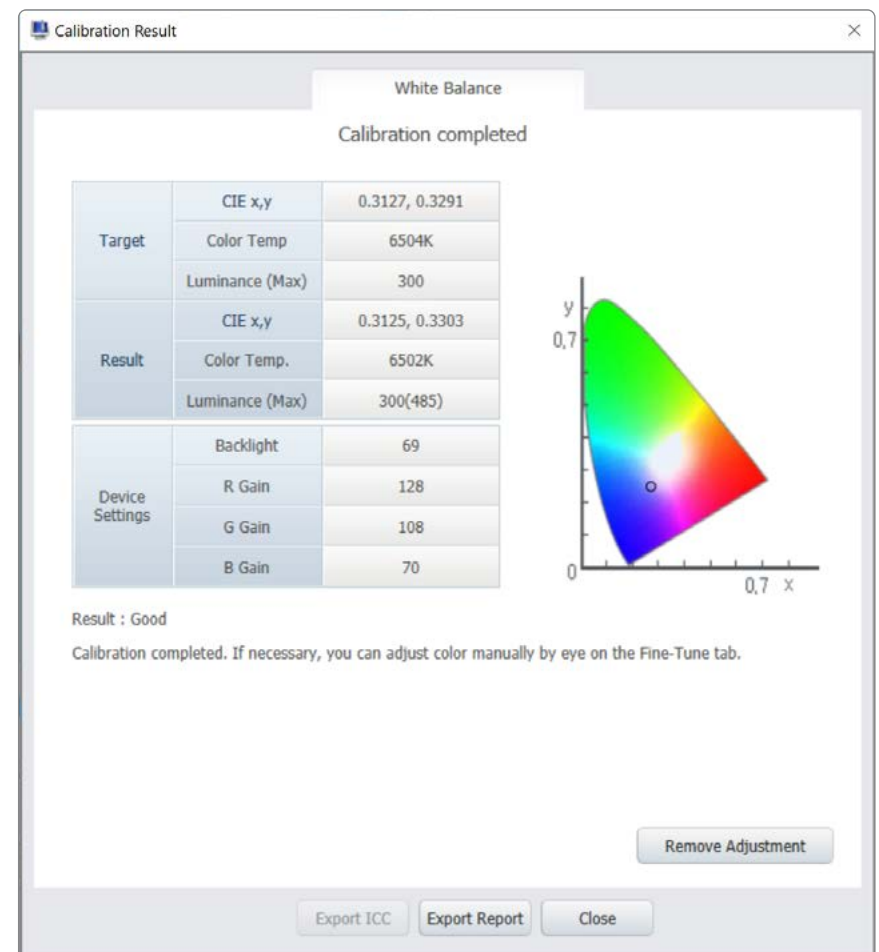 Calibration Result
White Balance
Calibration completed
Target
CIE x,y 0.3127, 0.3291
Color Temp 6504K
Luminance (Max) 300
Result
CIE x,y 0.3125, 0.3303
Color Temp. 6502K
Luminance (Max) 300(485)
Device
Settings
Backlight 69
R Gain 128
G Gain 108
B Gain 70
y
0,7
0
0,7 x
Result : Good
Calibration completed. If necessary, you can adjust color manually by eye on the Fine-Tune tab.
Remove Adjustment
Export ICC Export Report Close